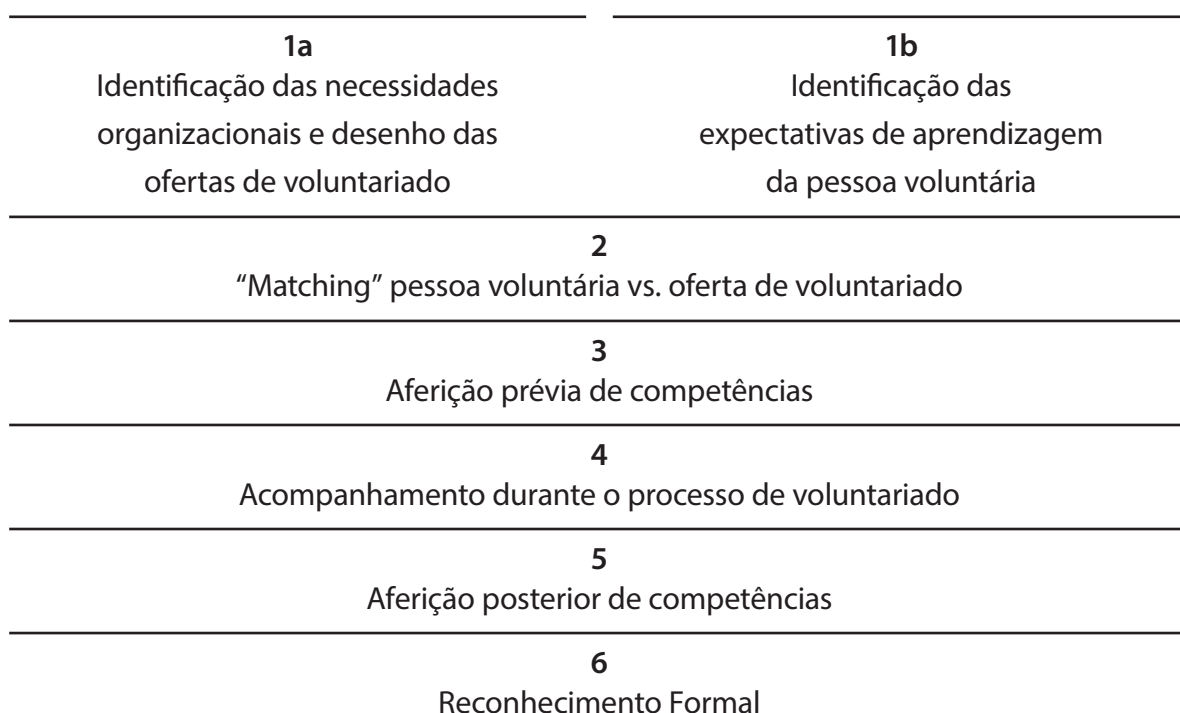 1a
Identificação das necessidades
organizacionais e desenho das
ofertas de voluntariado
1b
Identificação das
expectativas de aprendizagem
da pessoa voluntária
2
“Matching” pessoa voluntária vs. oferta de voluntariado
3
Aferição prévia de competências
4
Acompanhamento durante o processo de voluntariado
5
Aferição posterior de competências
6
Reconhecimento Formal